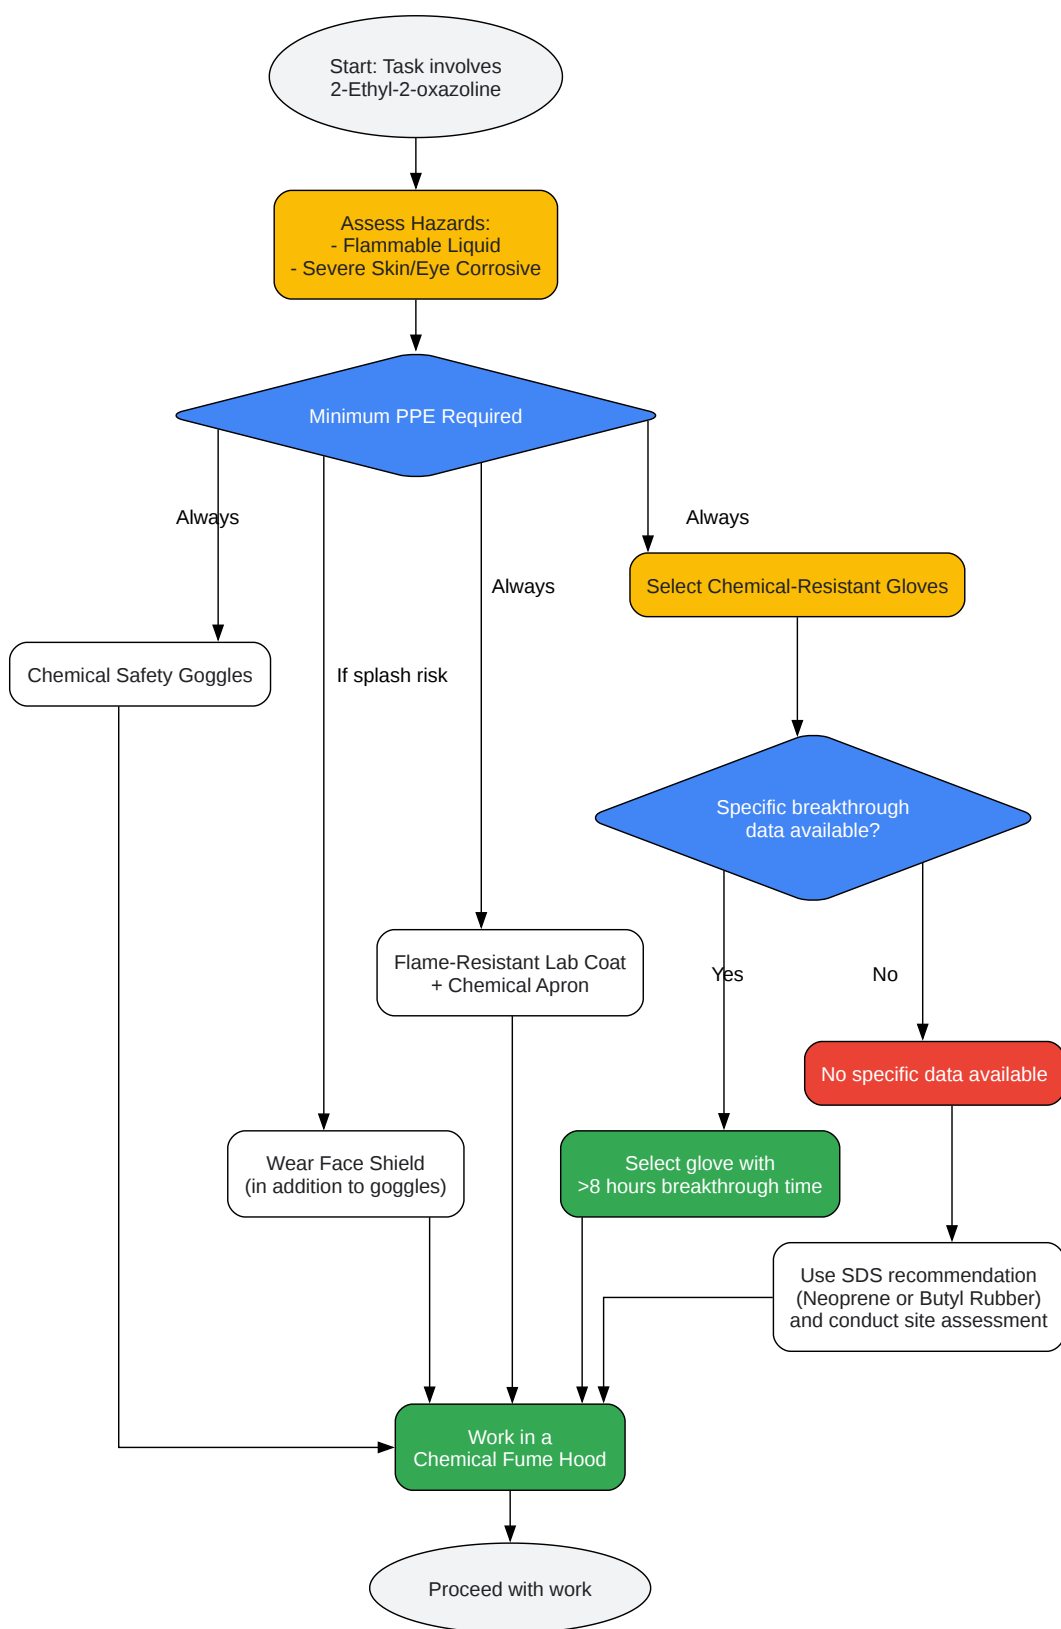 Start: Task involves
2-Ethyl-2-oxazoline
Assess Hazards:
- Flammable Liquid
- Severe Skin/Eye Corrosive
Minimum PPE Required
Always
Always
Always
Select Chemical-Resistant Gloves
Chemical Safety Goggles
If splash risk
Specific breakthrough
data available?
Flame-Resistant Lab Coat
+ Chemical Apron
Yes
No
No specific data available
Wear Face Shield
(in addition to goggles)
Select glove with
>8 hours breakthrough time
Use SDS recommendation
(Neoprene or Butyl Rubber)
and conduct site assessment
Work in a
Chemical Fume Hood
Proceed with work